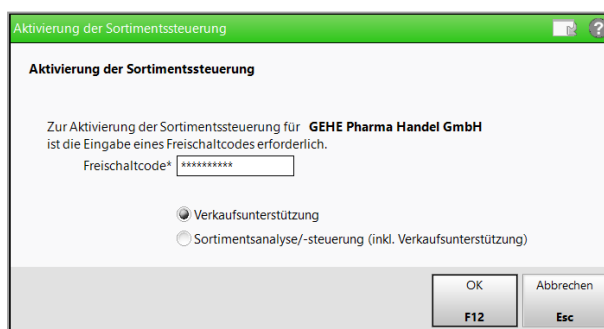 Aktivierung der Sortimentssteuerung
?
Aktivierung der Sortimentssteuerung
Zur Aktivierung der Sortimentssteuerung für GEHE Pharma Handel GmbH
ist die Eingabe eines Freischaltcodes erforderlich.
Freischaltcode* **********
Verkaufsunterstützung
Sortimentsanalyse/-steuerung (inkl. Verkaufsunterstützung)
OK Abbrechen
F12 Esc